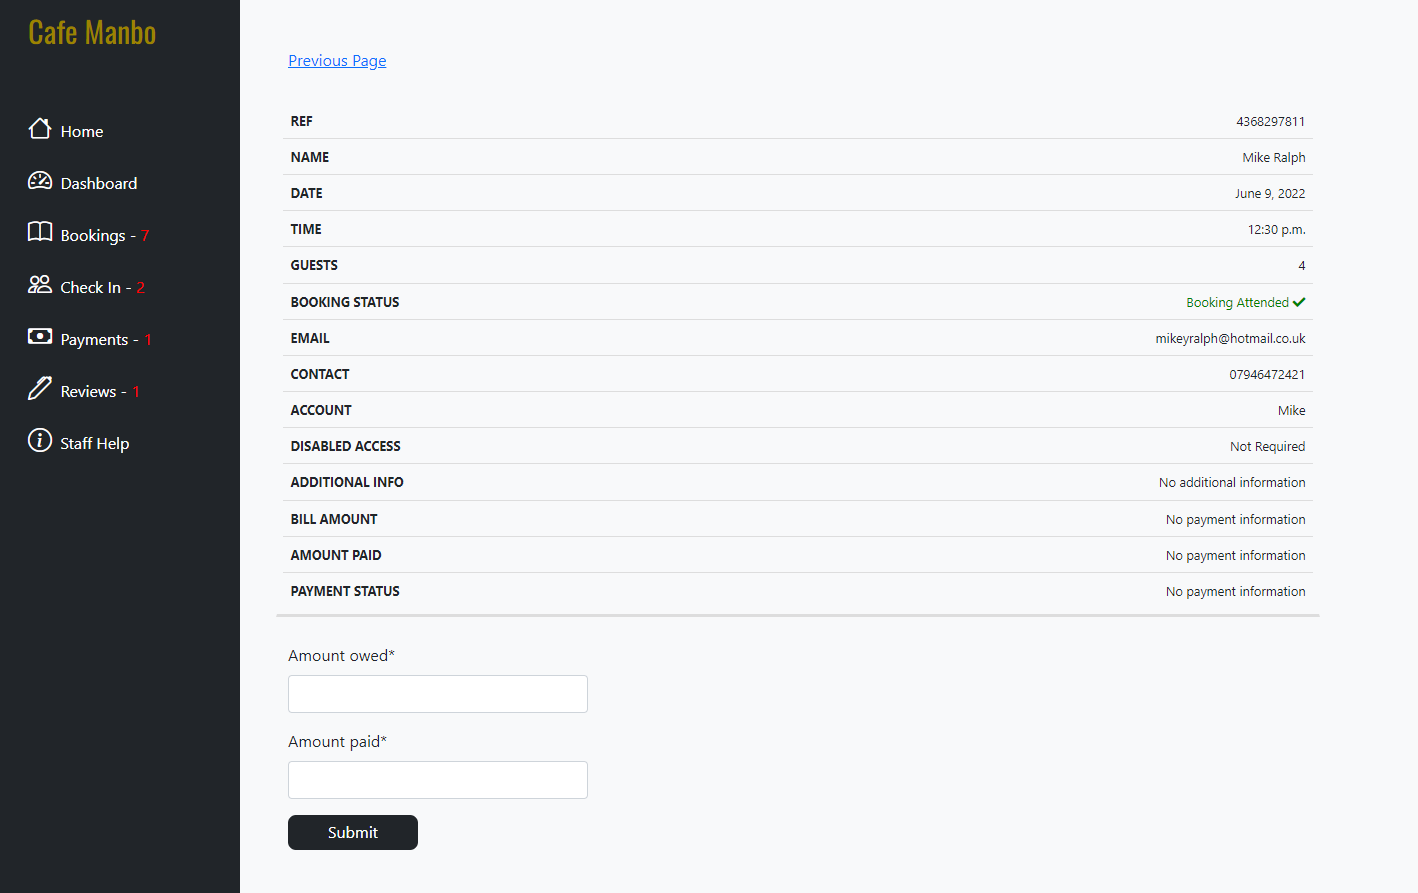 Cafe Manbo
Home
Dashboard
Bookings - 7
Check In - 2
Payments - 1
Reviews - 1
Staff Help
Previous Page
REF 4368297811
NAME Mike Ralph
DATE June 9, 2022
TIME 12:30 p.m.
GUESTS 4
BOOKING STATUS Booking Attended
EMAIL mikeyralph@hotmail.co.uk
CONTACT 07946472421
ACCOUNT Mike
DISABLED ACCESS Not Required
ADDITIONAL INFO No additional information
BILL AMOUNT No payment information
AMOUNT PAID No payment information
PAYMENT STATUS No payment information
Amount owed*
Amount paid*
Submit